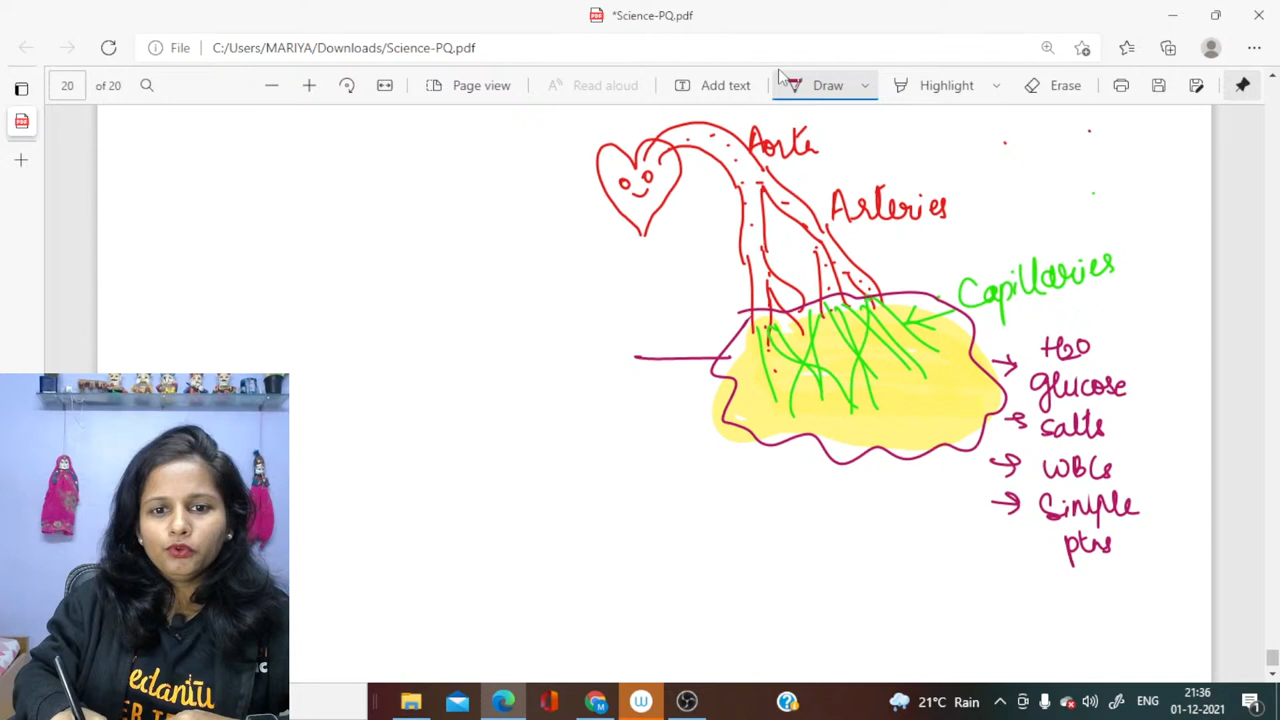 *Science-PQ.pdf
File C:/Users/MARIYA/Downloads/Science-PQ.pdf
20 of 20 Page view Read aloud Add text Draw Highlight Erase
Aorta
Arteries
Capillaries
H2O
glucose
salts
WBCs
Simple
ptns
vedantu
21°C Rain
ENG
21:36
01-12-2021